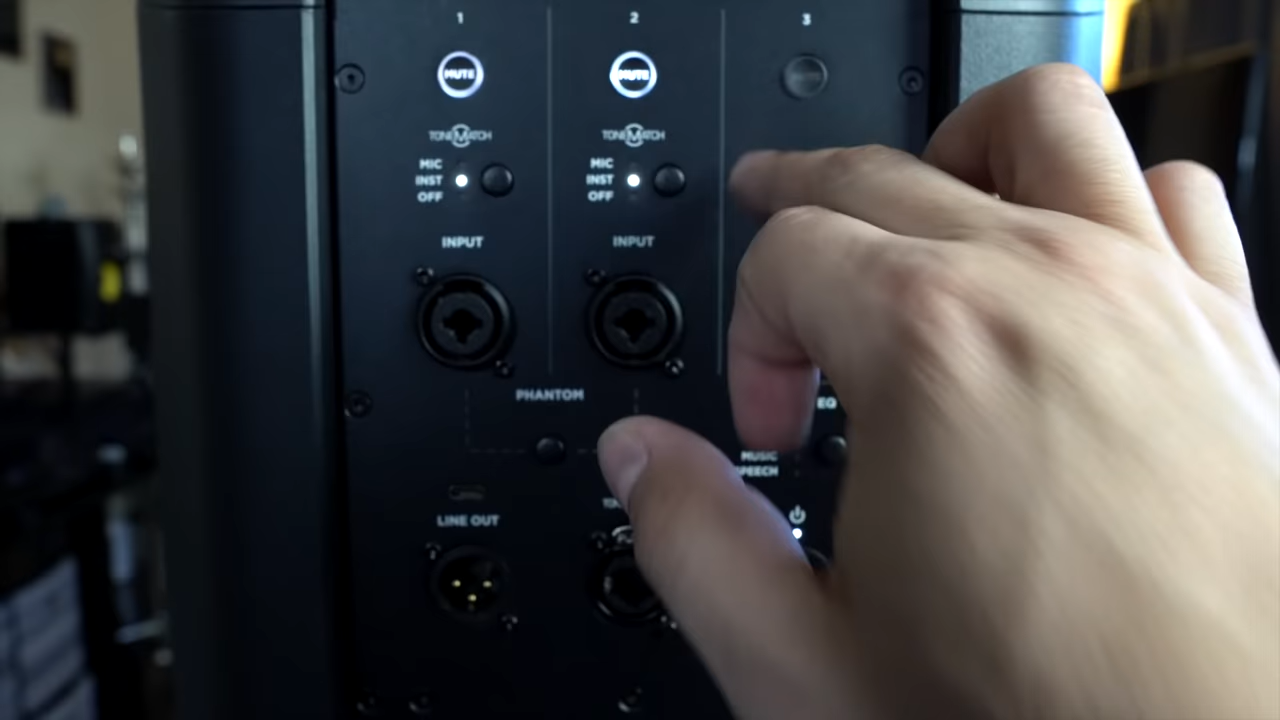 1 2 3
MUTE MUTE
TONEMATCH TONEMATCH
MIC MIC
INST INST
OFF OFF
INPUT INPUT
PHANTOM
EQ
MUSIC
SPEECH
LINE OUT